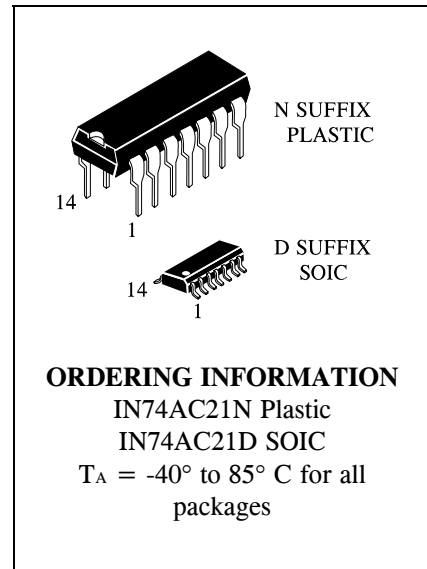 N SUFFIX
PLASTIC
14
1
D SUFFIX
SOIC
14
1
ORDERING INFORMATION
IN74AC21N Plastic
IN74AC21D SOIC
TA = -40° to 85° C for all
packages